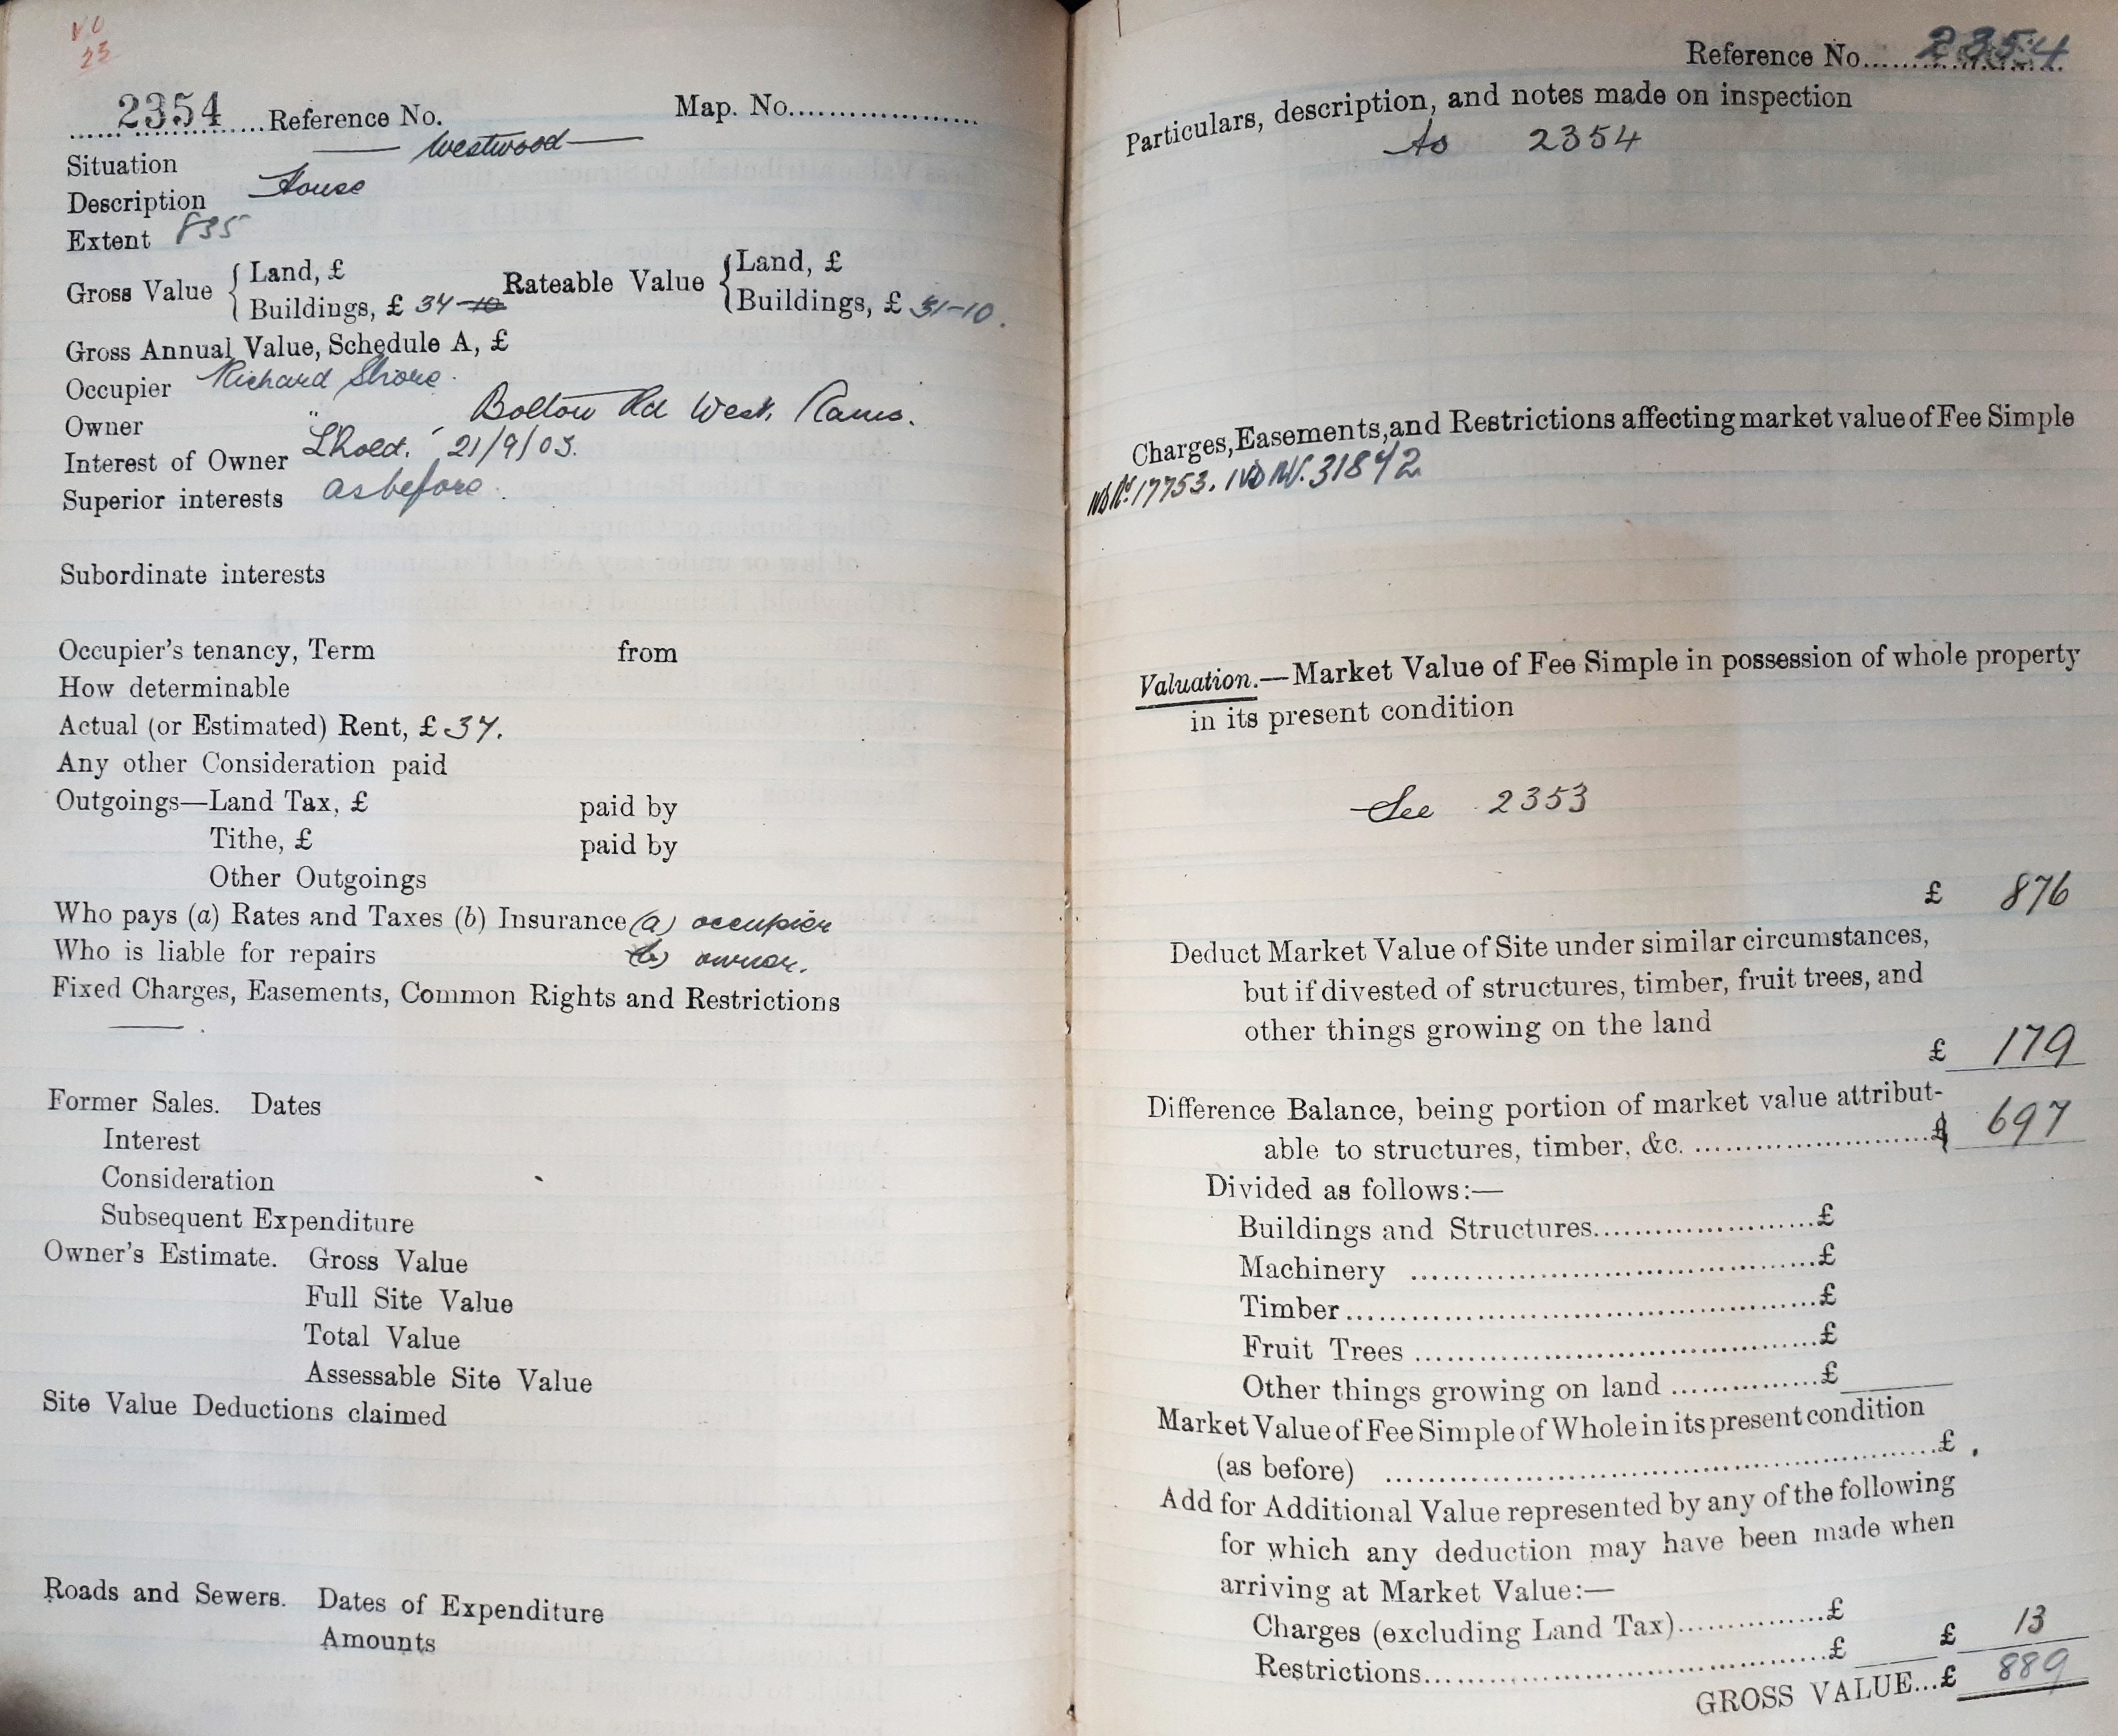 23
2354 Reference No. Map. No.
Situation Westwood
Description House
Extent 835
Gross Value { Land, £ Rateable Value { Land, £
Buildings, £ 34-10 Buildings, £ 31-10.
Gross Annual Value, Schedule A, £
Occupier Richard Shore.
Owner " Bolton Rd West, Rams.
Interest of Owner Lhold. 21/9/03.
Superior interests as before.
Subordinate interests
Occupier's tenancy, Term from
How determinable
Actual (or Estimated) Rent, £ 37.
Any other Consideration paid
Outgoings—Land Tax, £ paid by
Tithe, £ paid by
Other Outgoings
Who pays (a) Rates and Taxes (b) Insurance (a) occupier
Who is liable for repairs (b) owner.
Fixed Charges, Easements, Common Rights and Restrictions
Former Sales. Dates
Interest
Consideration
Subsequent Expenditure
Owner's Estimate. Gross Value
Full Site Value
Total Value
Assessable Site Value
Site Value Deductions claimed
Roads and Sewers. Dates of Expenditure
Amounts
Reference No. 2354
Particulars, description, and notes made on inspection
As 2354
Charges, Easements, and Restrictions affecting market value of Fee Simple
17753. 31842
Valuation.—Market Value of Fee Simple in possession of whole property
in its present condition
See 2353
£ 876
Deduct Market Value of Site under similar circumstances,
but if divested of structures, timber, fruit trees, and
other things growing on the land
£ 179
Difference Balance, being portion of market value attribut-
able to structures, timber, &c. £ 697
Divided as follows:—
Buildings and Structures £
Machinery £
Timber £
Fruit Trees £
Other things growing on land £
Market Value of Fee Simple of Whole in its present condition
(as before) £
Add for Additional Value represented by any of the following
for which any deduction may have been made when
arriving at Market Value:—
Charges (excluding Land Tax) £
Restrictions £ £ 13
GROSS VALUE...£ 889